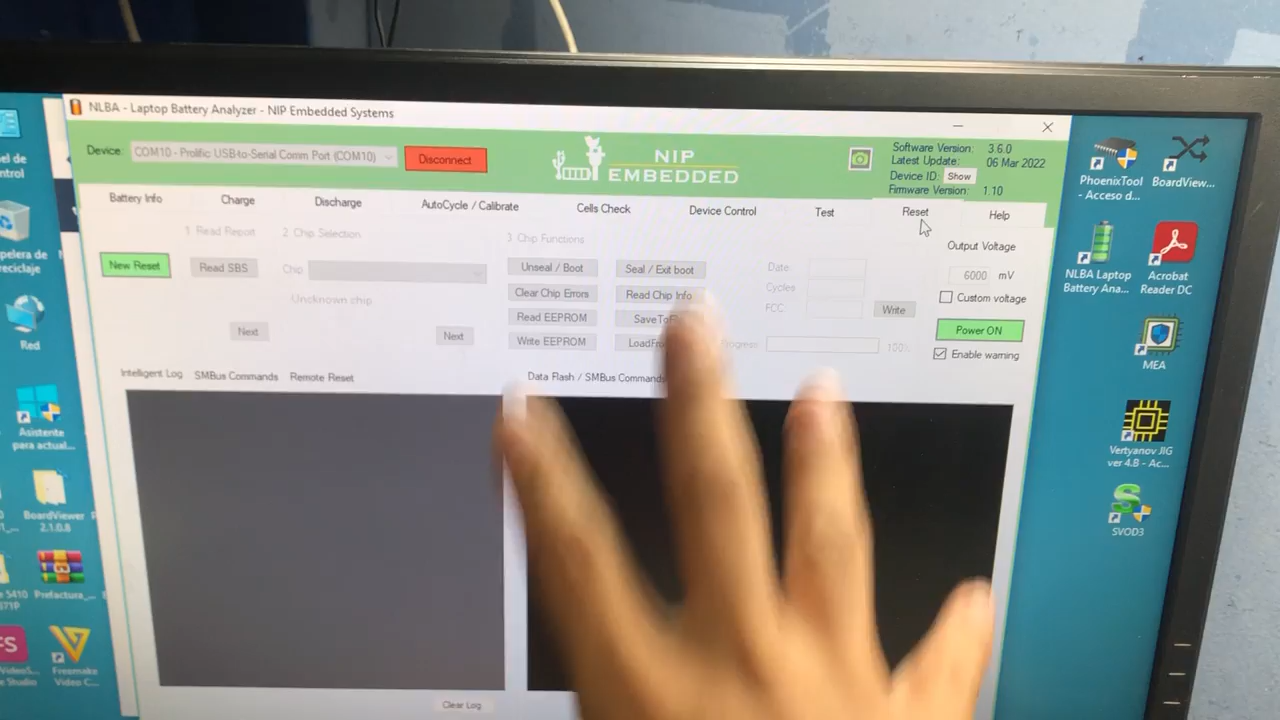 NLBA - Laptop Battery Analyzer - NIP Embedded Systems
Device:
COM10 - Prolific USB-to-Serial Comm Port (COM10)
Disconnect
NIP
EMBEDDED
Software Version: 3.6.0
Latest Update: 06 Mar 2022
Device ID: Show
Firmware Version: 1.10
Battery Info
Charge
Discharge
AutoCycle / Calibrate
Cells Check
Device Control
Test
Reset
Help
1 Read Report
2 Chip Selection
3 Chip Functions
New Reset
Read SBS
Chip
Unknown chip
Next
Next
Unseal / Boot
Seal / Exit boot
Clear Chip Errors
Read Chip Info
Read EEPROM
Write EEPROM
Date:
Cycles
FCC:
Write
Progress:
100%
Output Voltage
6000 mV
Custom voltage
Power ON
Enable warning
Intelligent Log
SMBus Commands
Remote Reset
Data Flash / SMBus Commands
Clear Log
Red
Asistente
para actual...
BoardViewer
2.1.0.8
Prefactura_...
Freemake
Video C...
PhoenixTool
- Acceso d...
BoardView...
NLBA Laptop
Battery Ana...
Acrobat
Reader DC
MEA
Vertyanov JIG
ver 4.B - Ac...
SVOD3